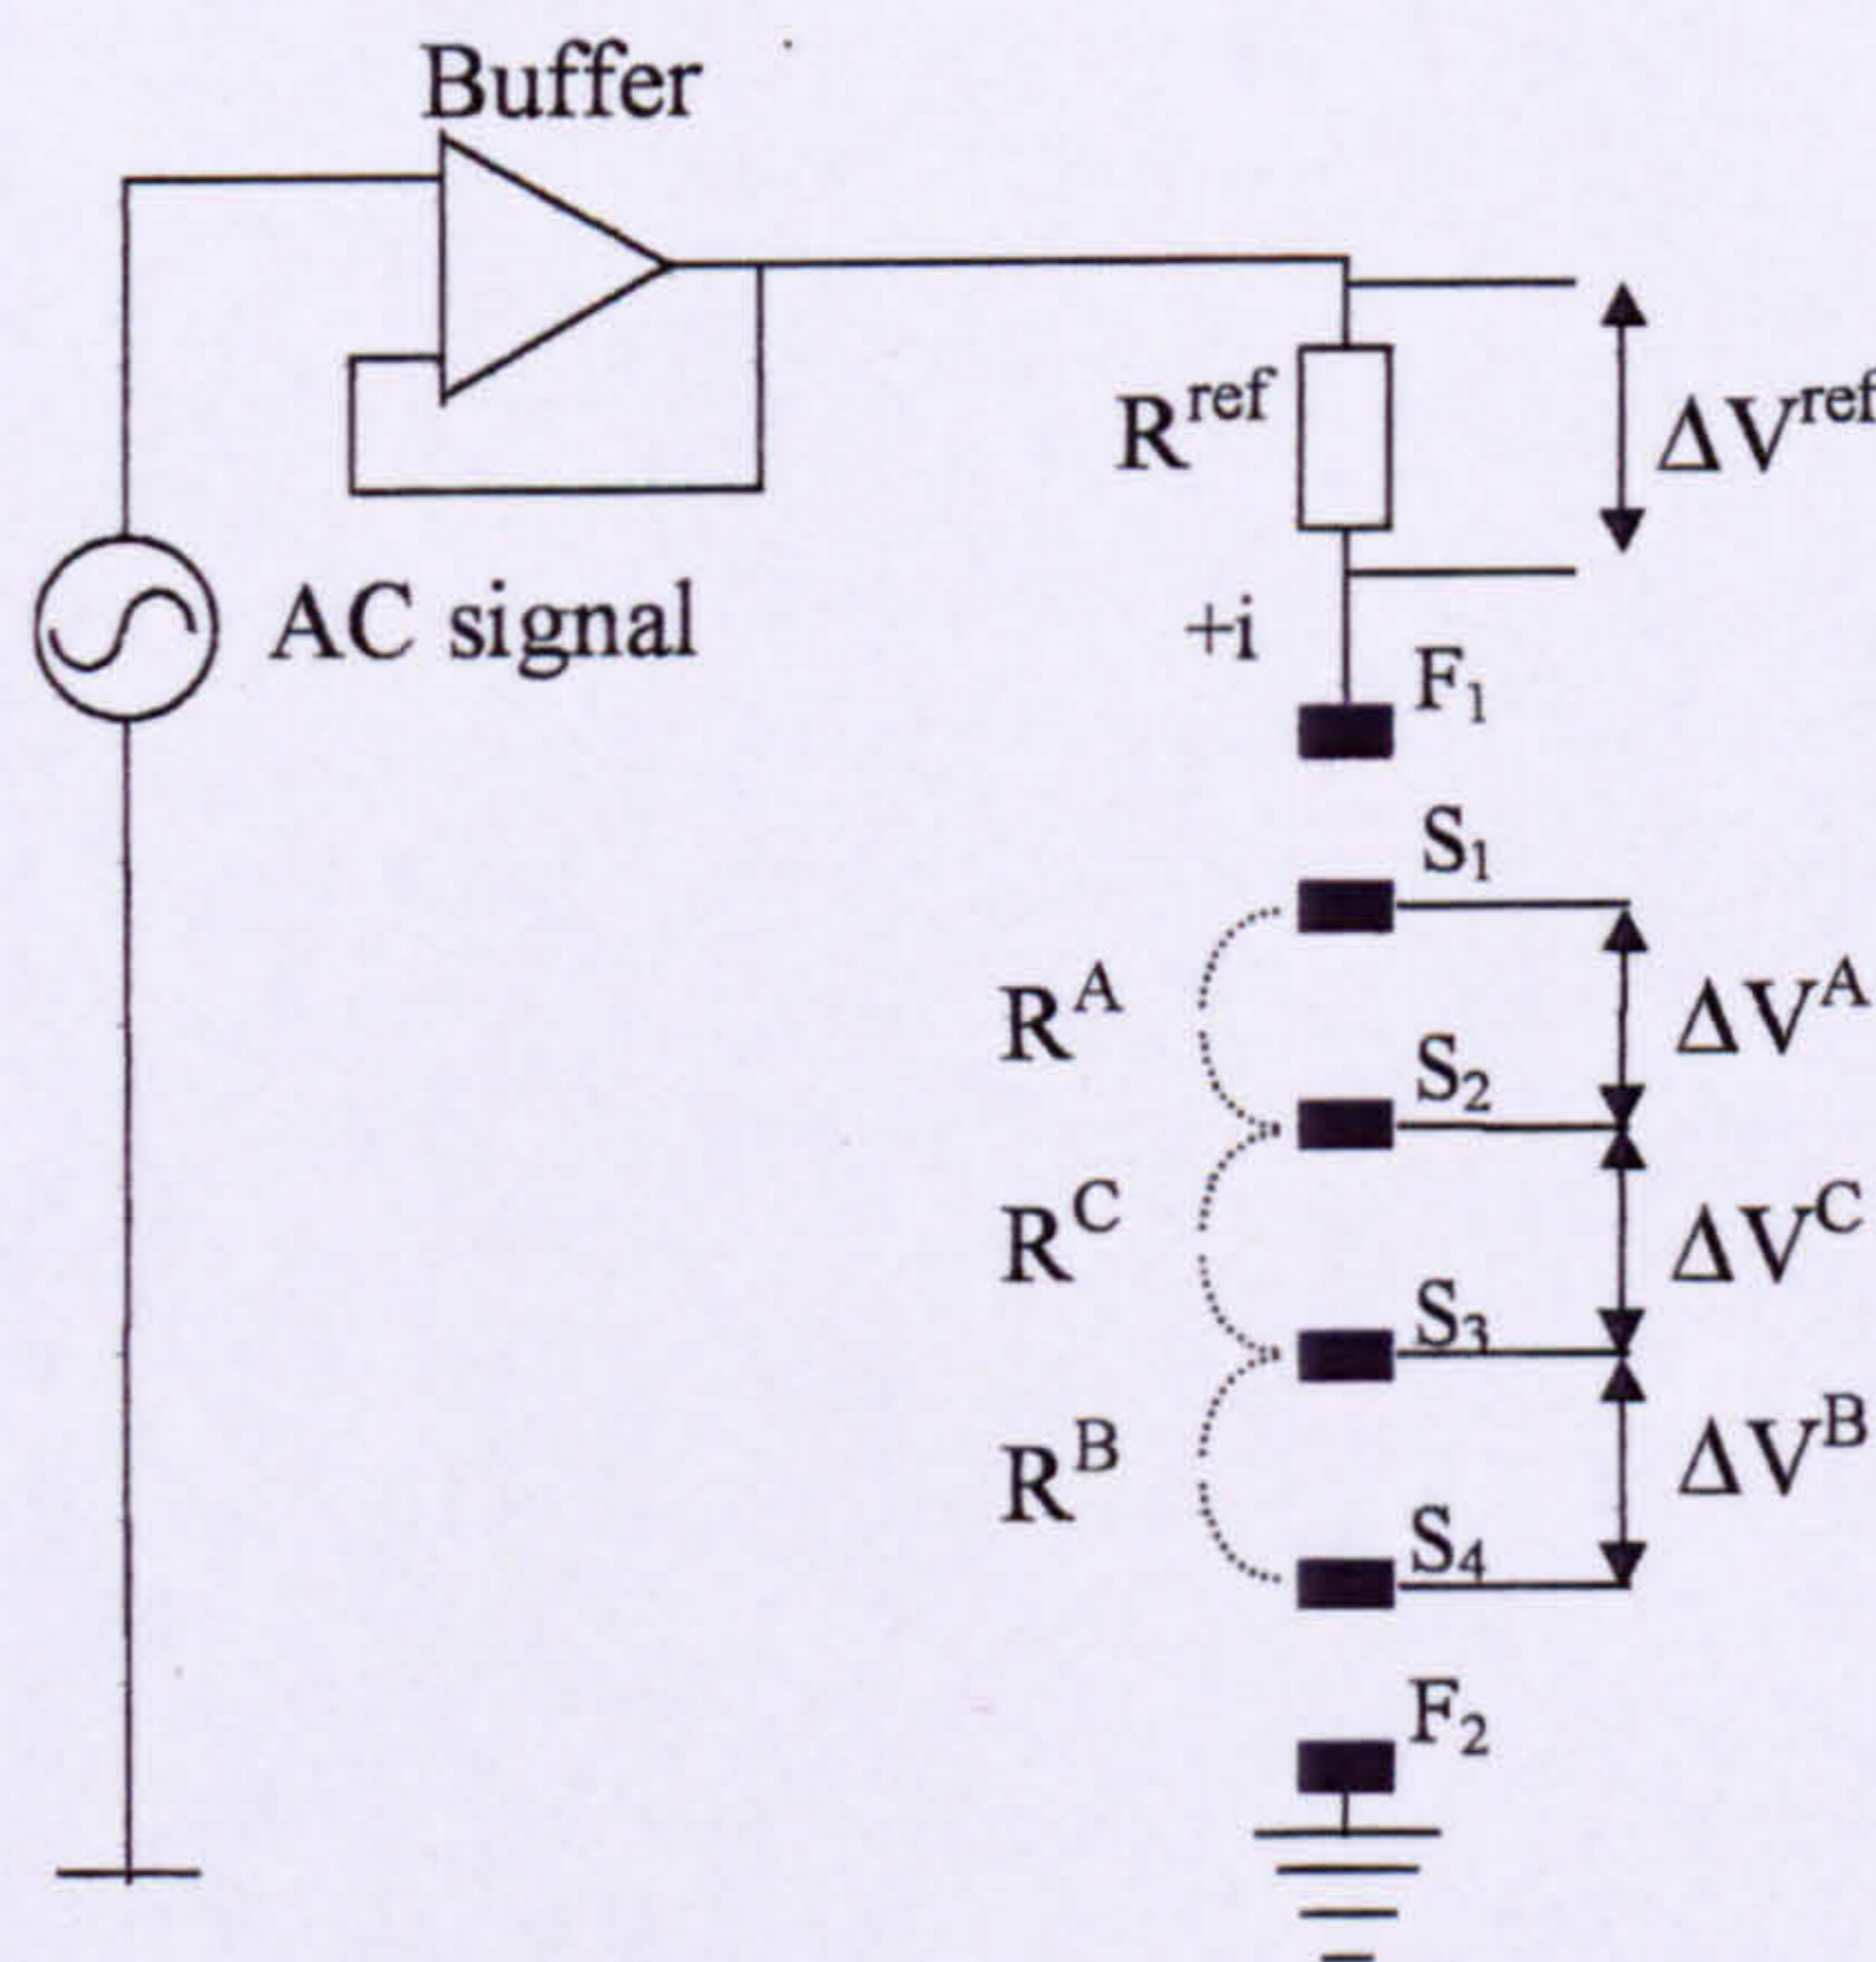 Buffer
R^ref
ΔV^ref
AC signal
+i
F₁
S₁
R^A
ΔV^A
S₂
R^C
ΔV^C
S₃
R^B
ΔV^B
S₄
F₂